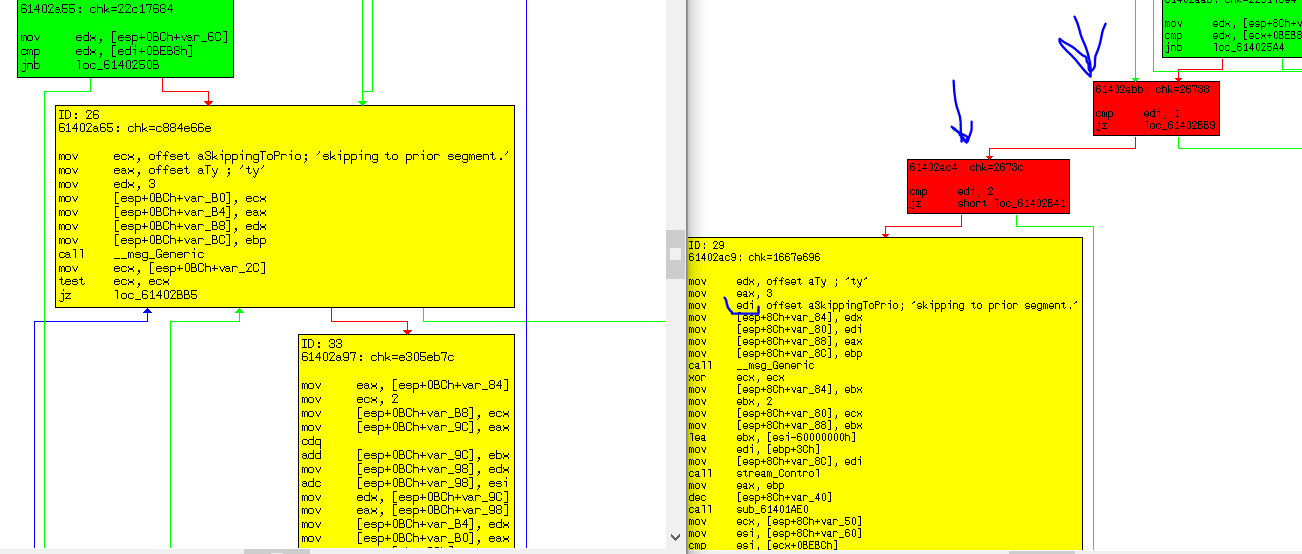 61402a55: chk=22c17684
mov edx, [esp+0BCh+var_6C]
cmp edx, [edi+0BEB8h]
jnb loc_6140250B
ID: 26
61402a65: chk=c884e66e
mov ecx, offset aSkippingToPrio; 'skipping to prior segment.'
mov eax, offset aTy ; 'ty'
mov edx, 3
mov [esp+0BCh+var_B0], ecx
mov [esp+0BCh+var_B4], eax
mov [esp+0BCh+var_B8], edx
mov [esp+0BCh+var_BC], ebp
call __msg_Generic
mov ecx, [esp+0BCh+var_2C]
test ecx, ecx
jz loc_61402BB5
ID: 33
61402a97: chk=e305eb7c
mov eax, [esp+0BCh+var_84]
mov ecx, 2
mov [esp+0BCh+var_B8], ecx
mov [esp+0BCh+var_9C], eax
cdq
add [esp+0BCh+var_9C], ebx
mov [esp+0BCh+var_98], edx
adc [esp+0BCh+var_98], esi
mov edx, [esp+0BCh+var_9C]
mov eax, [esp+0BCh+var_98]
mov [esp+0BCh+var_B4], edx
mov [esp+0BCh+var_B0], eax
mov edx, [esp+8Ch+v
cmp edx, [ecx+0BEB8
jnb loc_614025A4
61402abb: chk=26738
cmp edi, 1
jz loc_61402BB9
61402ac4: chk=2673c
cmp edi, 2
jz short loc_61402B41
ID: 29
61402ac9: chk=1667e696
mov edx, offset aTy ; 'ty'
mov eax, 3
mov edi, offset aSkippingToPrio; 'skipping to prior segment.'
mov [esp+8Ch+var_84], edx
mov [esp+8Ch+var_80], edi
mov [esp+8Ch+var_88], eax
mov [esp+8Ch+var_8C], ebp
call __msg_Generic
xor ecx, ecx
mov [esp+8Ch+var_84], ebx
mov ebx, 2
mov [esp+8Ch+var_80], ecx
mov [esp+8Ch+var_88], ebx
lea ebx, [esi-60000000h]
mov edi, [ebp+3Ch]
mov [esp+8Ch+var_8C], edi
call stream_Control
mov eax, ebp
dec [esp+8Ch+var_40]
call sub_61401AE0
mov ecx, [esp+8Ch+var_50]
mov esi, [esp+8Ch+var_60]
cmp esi, [ecx+0BEBCh]